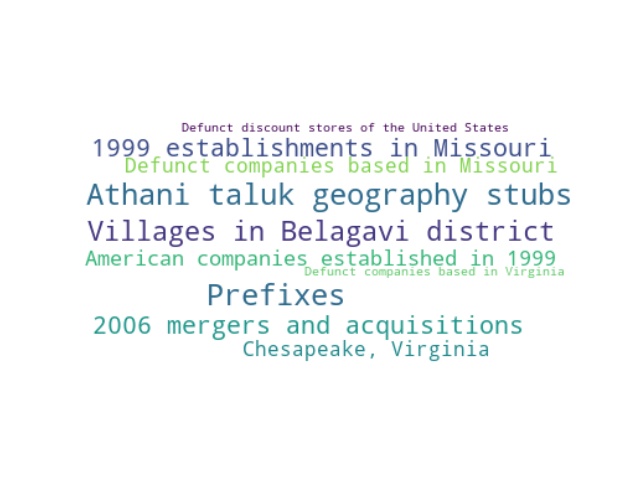 Defunct discount stores of the United States
1999 establishments in Missouri
Defunct companies based in Missouri
Athani taluk geography stubs
Villages in Belagavi district
American companies established in 1999
Defunct companies based in Virginia
Prefixes
2006 mergers and acquisitions
Chesapeake, Virginia